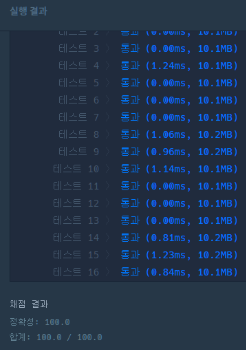 실행 결과
테스트 2 〉 통과 (0.00ms, 10.1MB)
테스트 3 〉 통과 (0.00ms, 10.1MB)
테스트 4 〉 통과 (1.24ms, 10.1MB)
테스트 5 〉 통과 (0.00ms, 10.1MB)
테스트 6 〉 통과 (0.00ms, 10.1MB)
테스트 7 〉 통과 (0.00ms, 10.1MB)
테스트 8 〉 통과 (1.06ms, 10.2MB)
테스트 9 〉 통과 (0.96ms, 10.2MB)
테스트 10 〉 통과 (1.14ms, 10.1MB)
테스트 11 〉 통과 (0.00ms, 10.1MB)
테스트 12 〉 통과 (0.00ms, 10.1MB)
테스트 13 〉 통과 (0.00ms, 10.1MB)
테스트 14 〉 통과 (0.81ms, 10.2MB)
테스트 15 〉 통과 (1.23ms, 10.2MB)
테스트 16 〉 통과 (0.84ms, 10.1MB)
채점 결과
정확성: 100.0
합계: 100.0 / 100.0